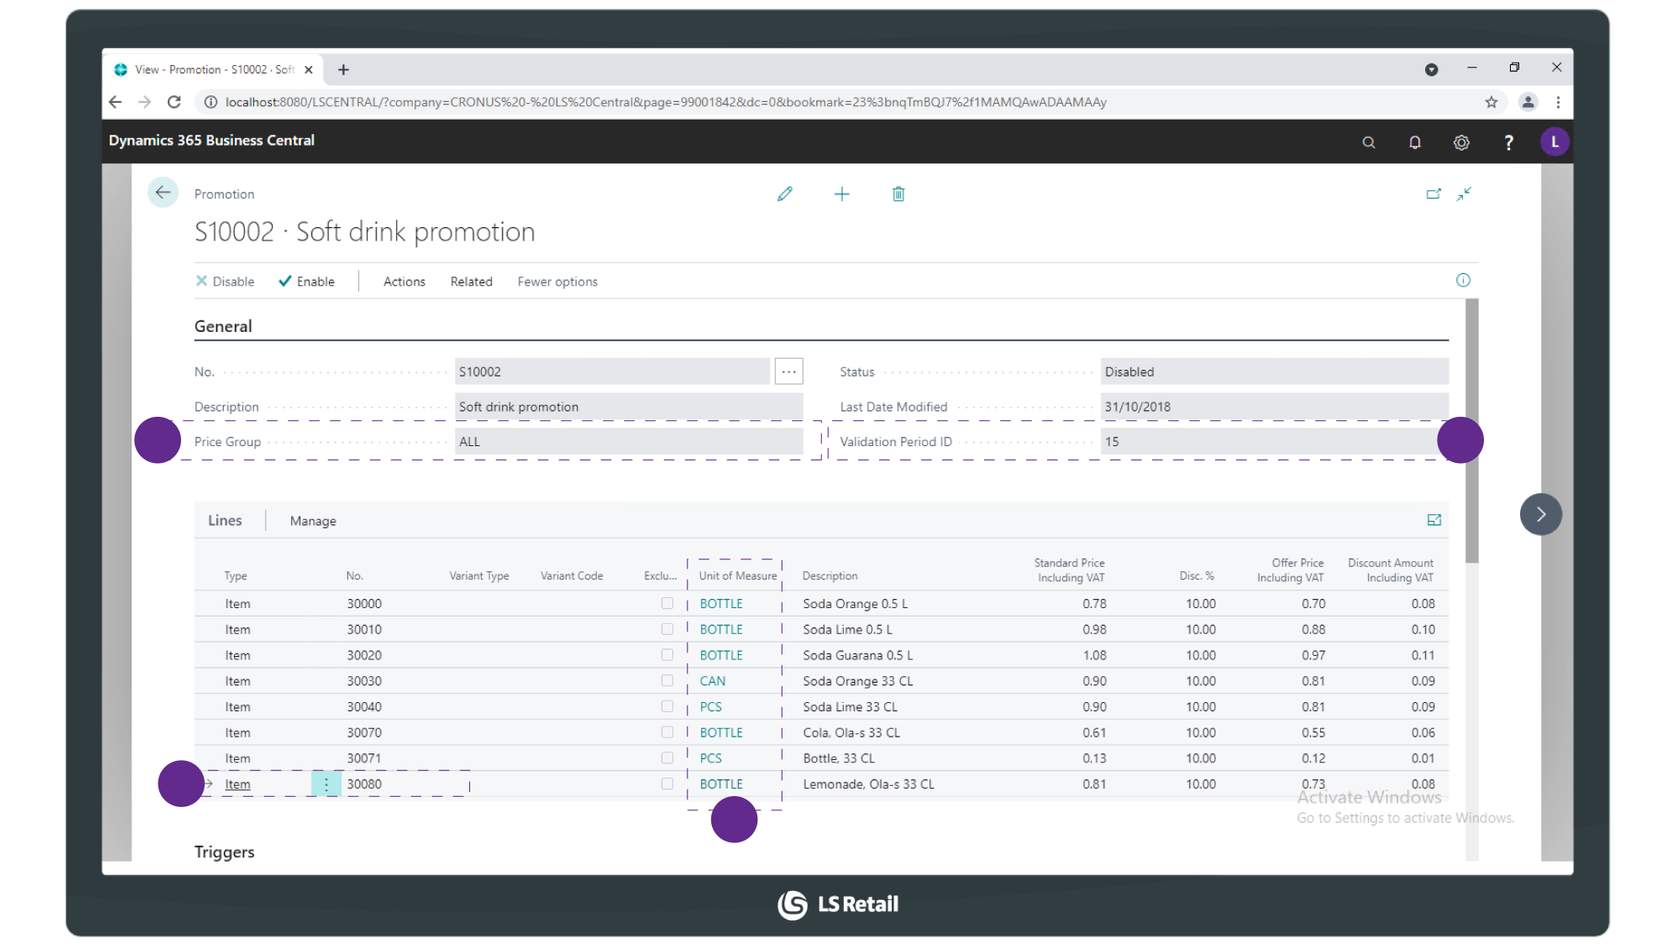 View - Promotion - S10002 · Soft
localhost:8080/LSCENTRAL/?company=CRONUS%20-%20LS%20Central&page=99001842&dc=0&bookmark=23%3bnqTmBQJ7%2f1MAMQAwADAAMAAy
Dynamics 365 Business Central
? L
Promotion
S10002 · Soft drink promotion
Disable Enable Actions Related Fewer options
General
No. S10002 ··· Status Disabled
Description Soft drink promotion Last Date Modified 31/10/2018
Price Group ALL Validation Period ID 15
Lines Manage
Type No. Variant Type Variant Code Exclu... Unit of Measure Description Standard Price Including VAT Disc. % Offer Price Including VAT Discount Amount Including VAT
Item 30000 BOTTLE Soda Orange 0.5 L 0.78 10.00 0.70 0.08
Item 30010 BOTTLE Soda Lime 0.5 L 0.98 10.00 0.88 0.10
Item 30020 BOTTLE Soda Guarana 0.5 L 1.08 10.00 0.97 0.11
Item 30030 CAN Soda Orange 33 CL 0.90 10.00 0.81 0.09
Item 30040 PCS Soda Lime 33 CL 0.90 10.00 0.81 0.09
Item 30070 BOTTLE Cola, Ola-s 33 CL 0.61 10.00 0.55 0.06
Item 30071 PCS Bottle, 33 CL 0.13 10.00 0.12 0.01
Item 30080 BOTTLE Lemonade, Ola-s 33 CL 0.81 10.00 0.73 0.08
Activate Windows
Go to Settings to activate Windows.
Triggers
LS Retail